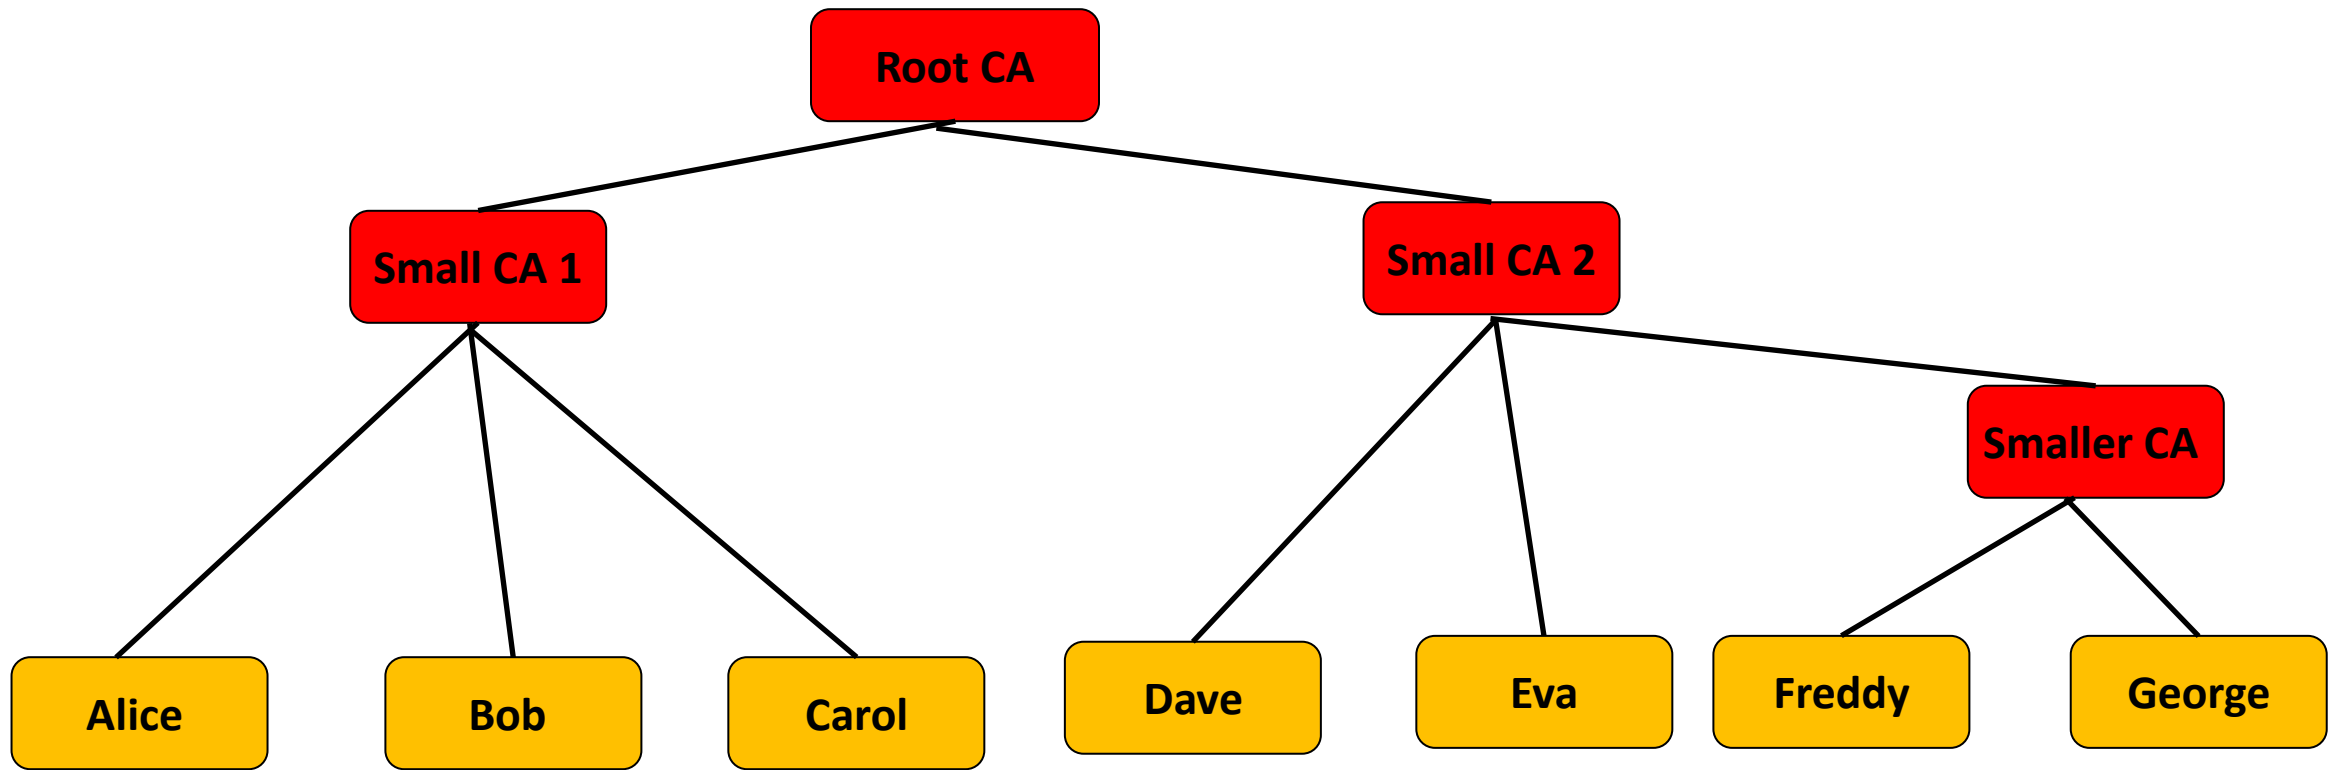 Root CA
Small CA 1
Small CA 2
Smaller CA
Alice
Bob
Carol
Dave
Eva
Freddy
George